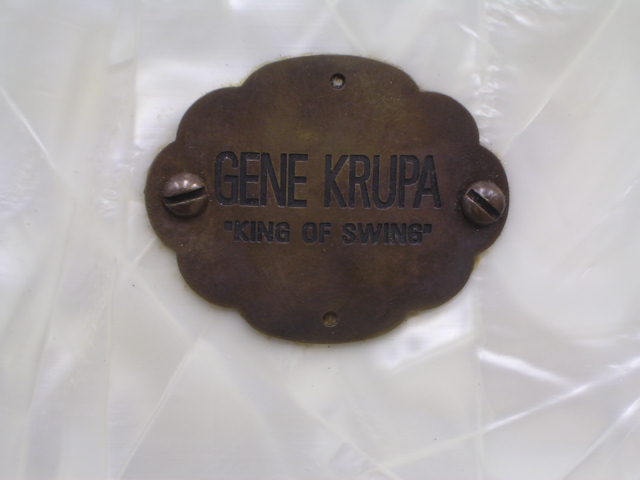 GENE KRUPA
"KING OF SWING"